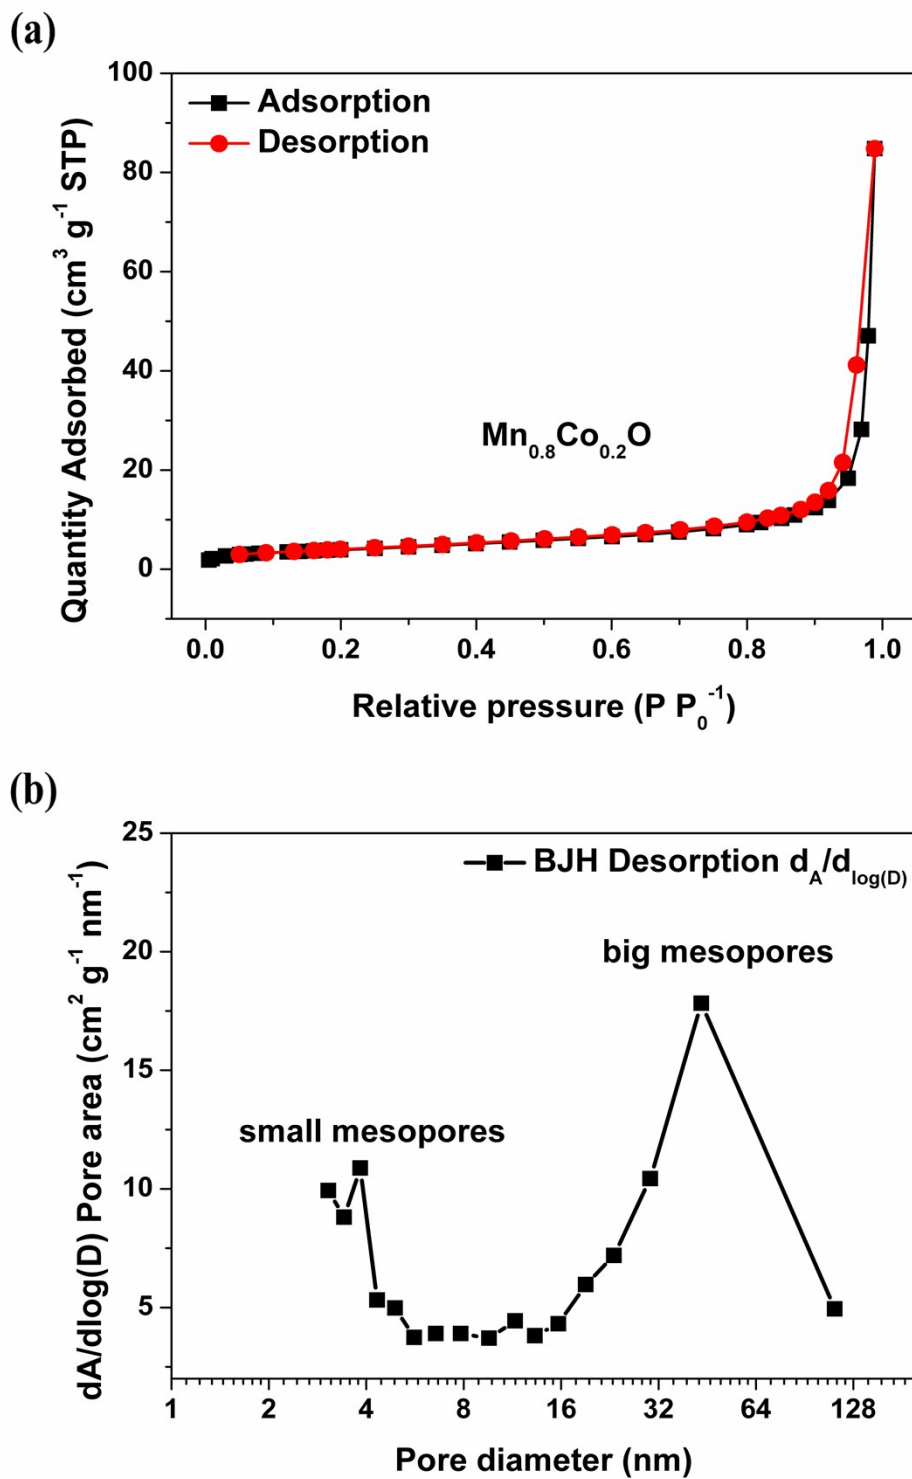 (a)
100
80
60
40
20
0
Quantity Adsorbed (cm³ g⁻¹ STP)
Adsorption
Desorption
Mn₀.₈Co₀.₂O
0.0 0.2 0.4 0.6 0.8 1.0
Relative pressure (P P₀⁻¹)
(b)
25
20
15
10
5
dA/dlog(D) Pore area (cm² g⁻¹ nm⁻¹)
BJH Desorption d_A/d_log(D)
big mesopores
small mesopores
1 2 4 8 16 32 64 128
Pore diameter (nm)